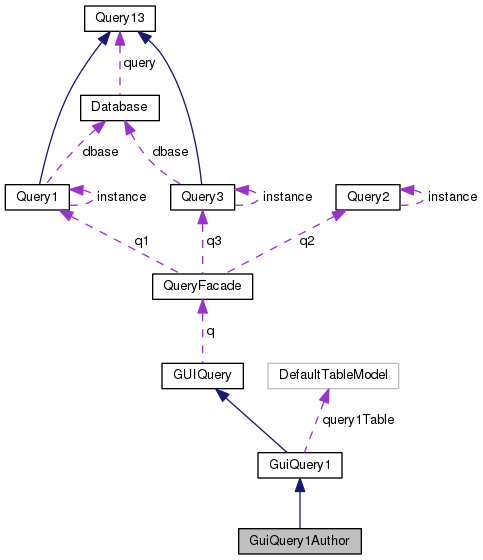 Query13
query
Database
dbase
dbase
Query1
instance
Query3
instance
Query2
instance
q1
q3
q2
QueryFacade
q
GUIQuery
DefaultTableModel
query1Table
GuiQuery1
GuiQuery1Author